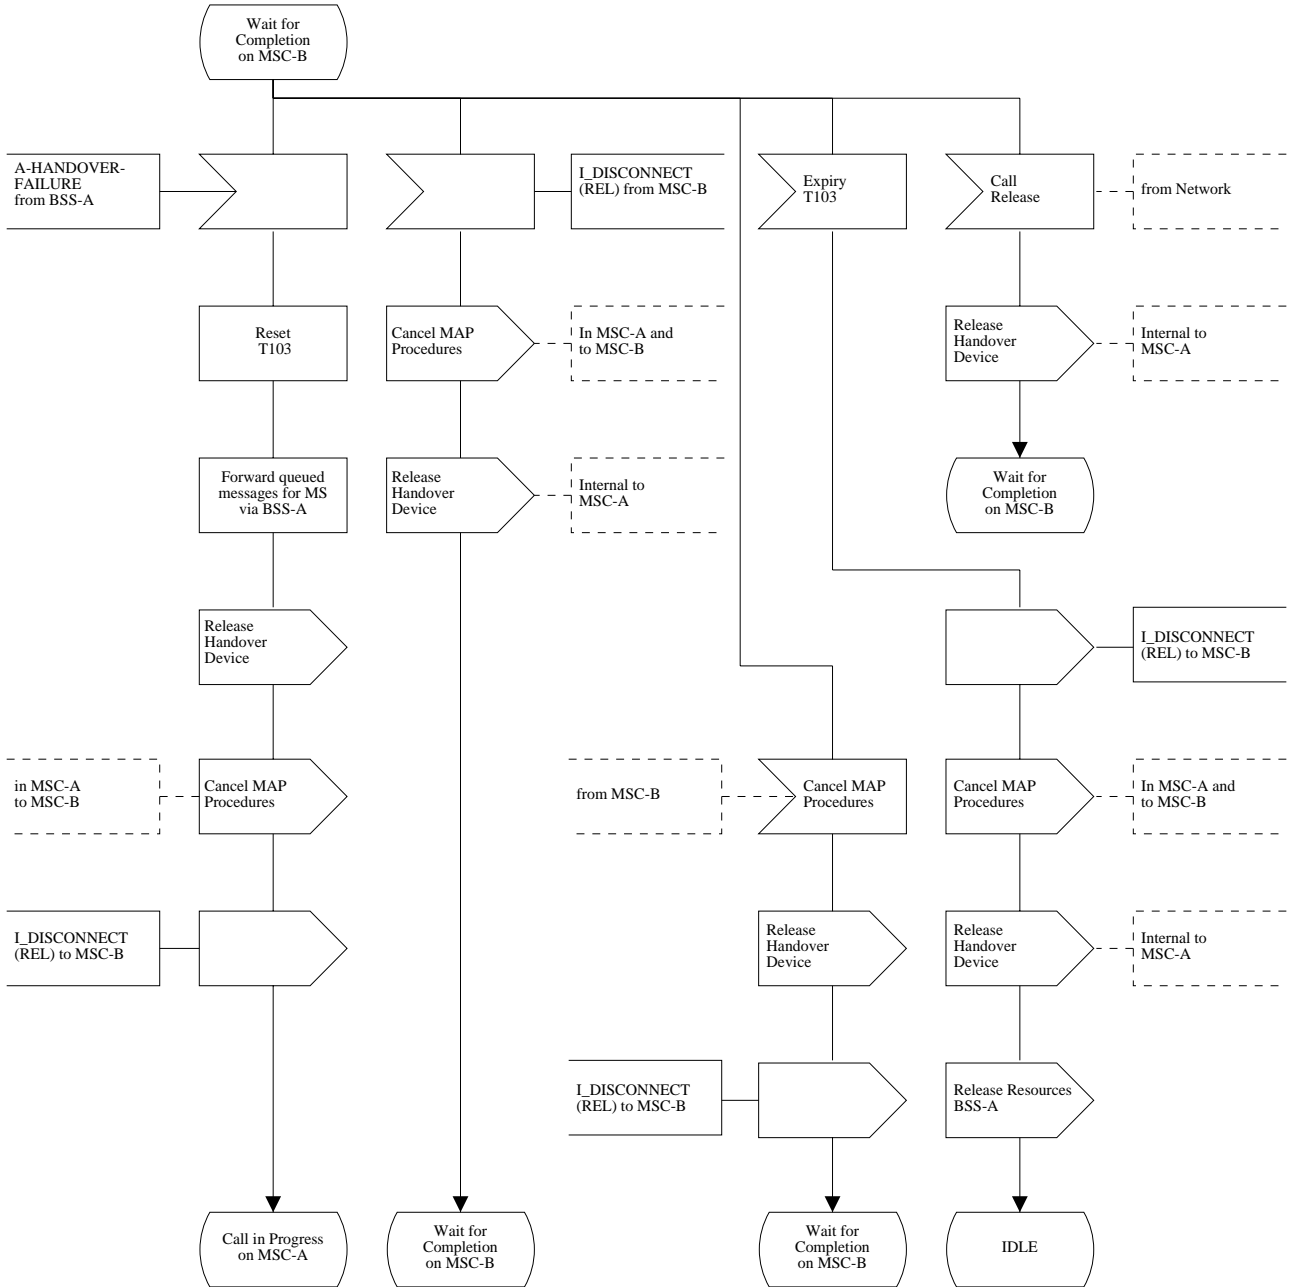 Wait for
Completion
on MSC-B
A-HANDOVER-
FAILURE
from BSS-A
I_DISCONNECT
(REL) from MSC-B
Expiry
T103
Call
Release
from Network
Reset
T103
Cancel MAP
Procedures
In MSC-A and
to MSC-B
Release
Handover
Device
Internal to
MSC-A
Forward queued
messages for MS
via BSS-A
Release
Handover
Device
Internal to
MSC-A
Wait for
Completion
on MSC-B
Release
Handover
Device
I_DISCONNECT
(REL) to MSC-B
in MSC-A
to MSC-B
Cancel MAP
Procedures
from MSC-B
Cancel MAP
Procedures
Cancel MAP
Procedures
In MSC-A and
to MSC-B
I_DISCONNECT
(REL) to MSC-B
Release
Handover
Device
Release
Handover
Device
Internal to
MSC-A
I_DISCONNECT
(REL) to MSC-B
Release Resources
BSS-A
Call in Progress
on MSC-A
Wait for
Completion
on MSC-B
Wait for
Completion
on MSC-B
IDLE